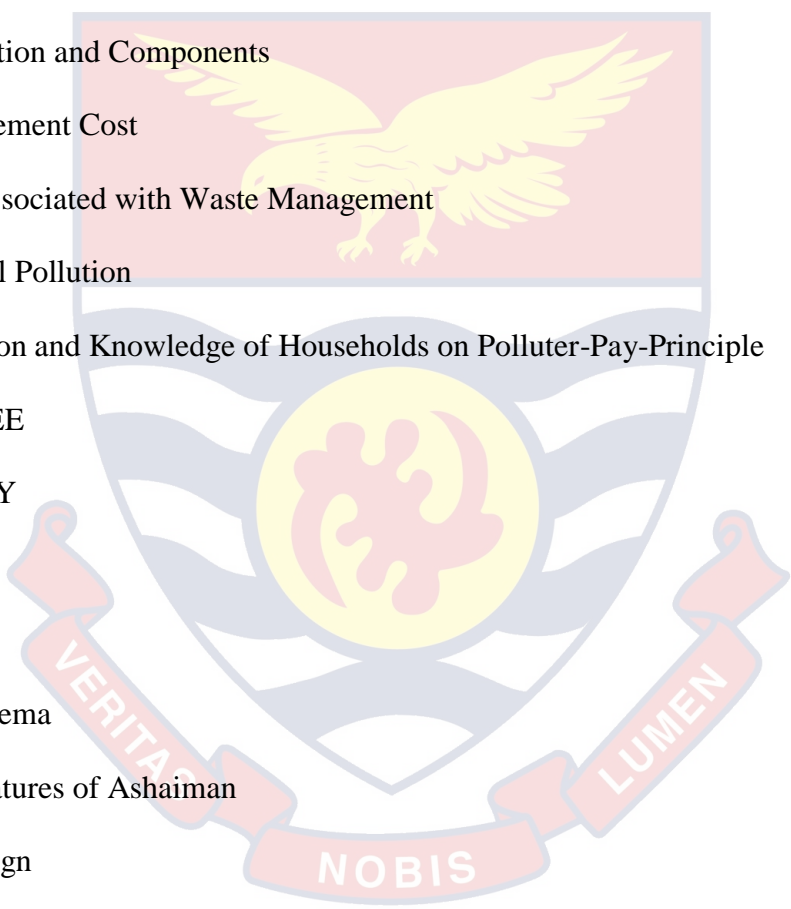 tion and Components
ement Cost
sociated with Waste Management
l Pollution
on and Knowledge of Households on Polluter-Pay-Principle
EE
Y
ema
VERITAS
LUMEN
atures of Ashaiman
gn
NOBIS